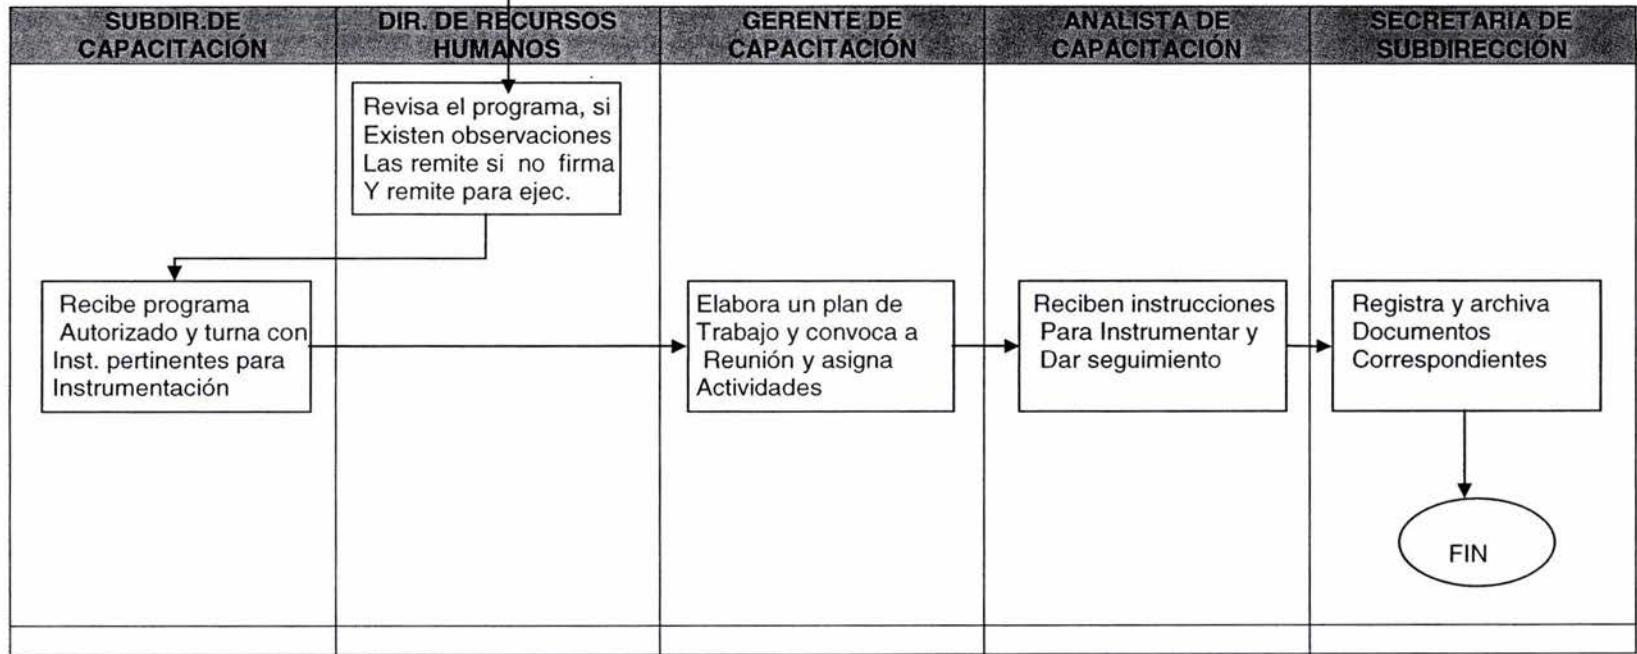 SUBDIR.DE
CAPACITACIÓN
DIR. DE RECURSOS
HUMANOS
GERENTE DE
CAPACITACIÓN
ANALISTA DE
CAPACITACIÓN
SECRETARIA DE
SUBDIRECCIÓN
Revisa el programa, si
Existen observaciones
Las remite si no firma
Y remite para ejec.
Recibe programa
Autorizado y turna con
Inst. pertinentes para
Instrumentación
Elabora un plan de
Trabajo y convoca a
Reunión y asigna
Actividades
Reciben instrucciones
Para Instrumentar y
Dar seguimiento
Registra y archiva
Documentos
Correspondientes
FIN